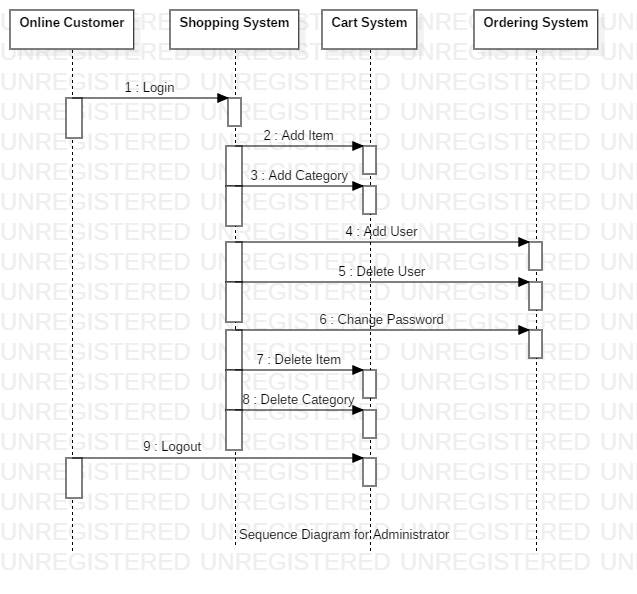 Online Customer
Shopping System
Cart System
Ordering System
1 : Login
2 : Add Item
3 : Add Category
4 : Add User
5 : Delete User
6 : Change Password
7 : Delete Item
8 : Delete Category
9 : Logout
Sequence Diagram for Administrator
UNREGISTERED